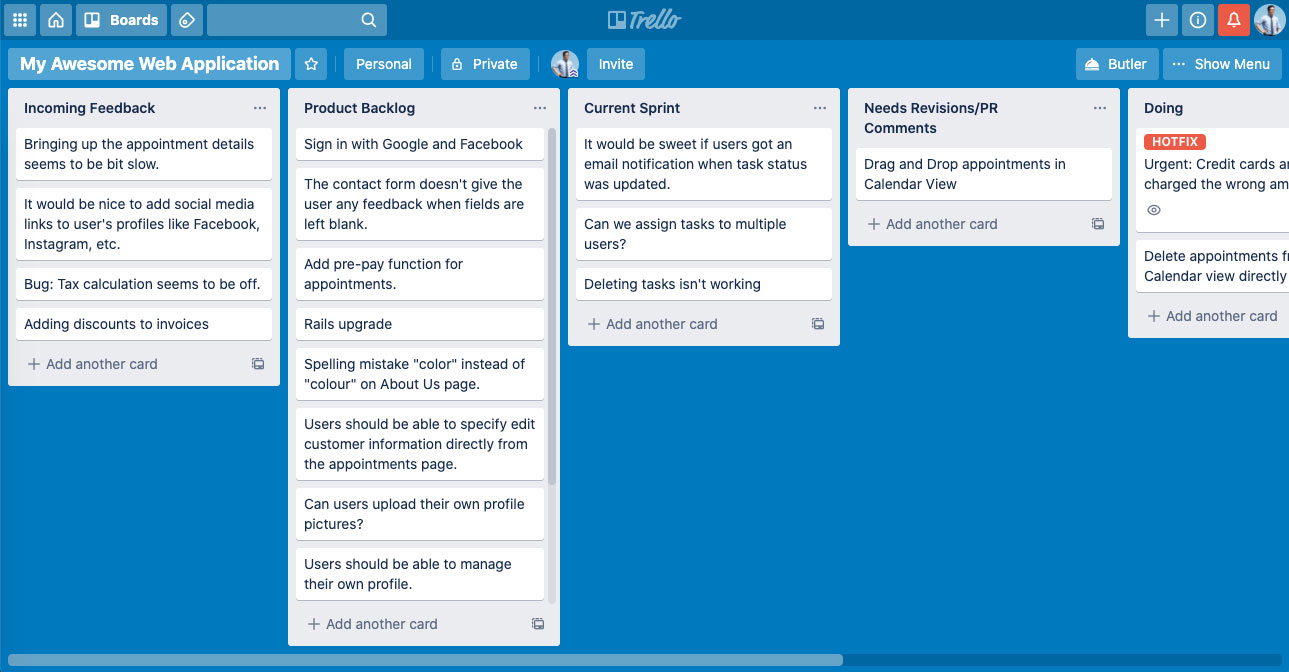 Boards
Trello
My Awesome Web Application
Personal
Private
Invite
Butler
Show Menu
Incoming Feedback
Bringing up the appointment details
seems to be bit slow.
It would be nice to add social media
links to user's profiles like Facebook,
Instagram, etc.
Bug: Tax calculation seems to be off.
Adding discounts to invoices
Add another card
Product Backlog
Sign in with Google and Facebook
The contact form doesn't give the
user any feedback when fields are
left blank.
Add pre-pay function for
appointments.
Rails upgrade
Spelling mistake "color" instead of
"colour" on About Us page.
Users should be able to specify edit
customer information directly from
the appointments page.
Can users upload their own profile
pictures?
Users should be able to manage
their own profile.
Add another card
Current Sprint
It would be sweet if users got an
email notification when task status
was updated.
Can we assign tasks to multiple
users?
Deleting tasks isn't working
Add another card
Needs Revisions/PR
Comments
Drag and Drop appointments in
Calendar View
Add another card
Doing
HOTFIX
Urgent: Credit cards
charged the wrong
Delete appointments
Calendar view directly
Add another card